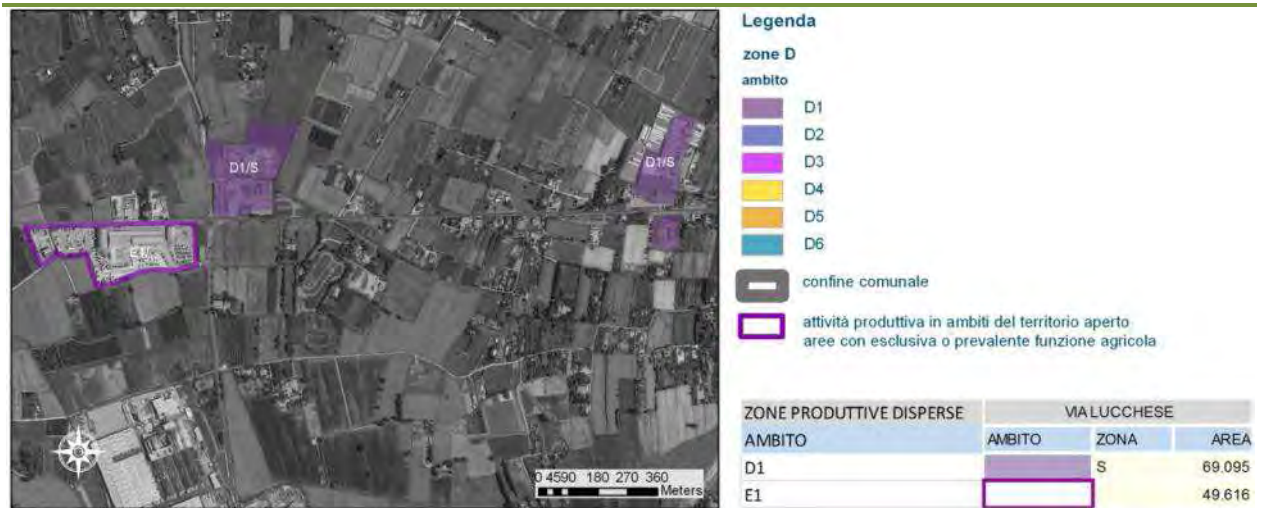 D1/S
D1/S
E1
0 4590 180 270 360
Meters
Legenda
zone D
ambito
D1
D2
D3
D4
D5
D6
confine comunale
attività produttiva in ambiti del territorio aperto
aree con esclusiva o prevalente funzione agricola
ZONE PRODUTTIVE DISPERSE VIA LUCCHESE
AMBITO AMBITO ZONA AREA
D1 S 69.095
E1 49.616